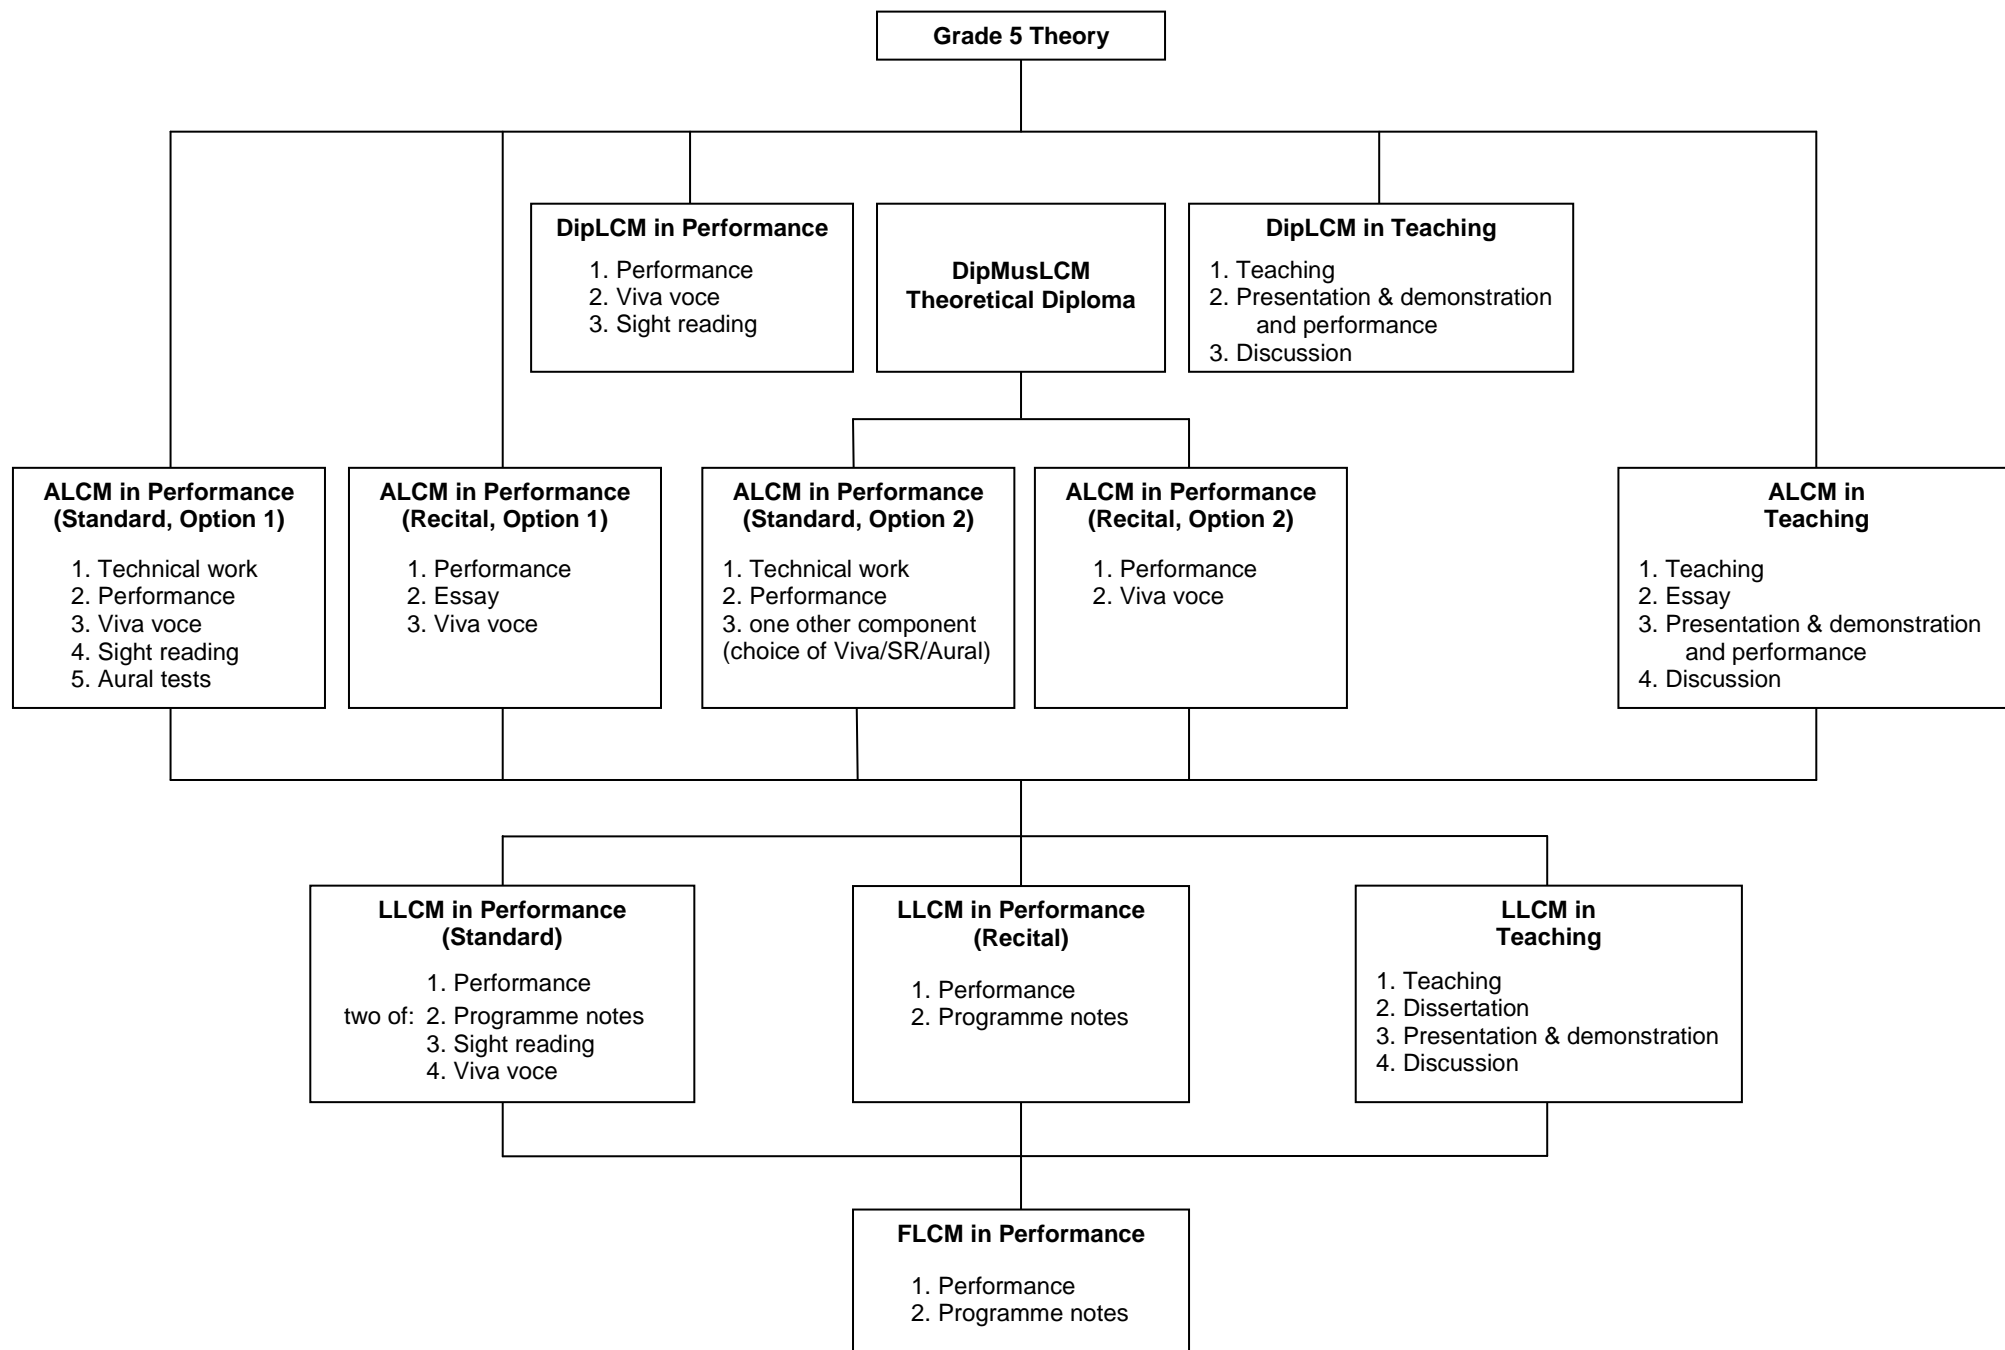 Grade 5 Theory
DipLCM in Performance
1. Performance
2. Viva voce
3. Sight reading
DipMusLCM
Theoretical Diploma
DipLCM in Teaching
1. Teaching
2. Presentation & demonstration
and performance
3. Discussion
ALCM in Performance
(Standard, Option 1)
1. Technical work
2. Performance
3. Viva voce
4. Sight reading
5. Aural tests
ALCM in Performance
(Recital, Option 1)
1. Performance
2. Essay
3. Viva voce
ALCM in Performance
(Standard, Option 2)
1. Technical work
2. Performance
3. one other component
(choice of Viva/SR/Aural)
ALCM in Performance
(Recital, Option 2)
1. Performance
2. Viva voce
ALCM in
Teaching
1. Teaching
2. Essay
3. Presentation & demonstration
and performance
4. Discussion
LLCM in Performance
(Standard)
1. Performance
two of: 2. Programme notes
3. Sight reading
4. Viva voce
LLCM in Performance
(Recital)
1. Performance
2. Programme notes
LLCM in
Teaching
1. Teaching
2. Dissertation
3. Presentation & demonstration
4. Discussion
FLCM in Performance
1. Performance
2. Programme notes